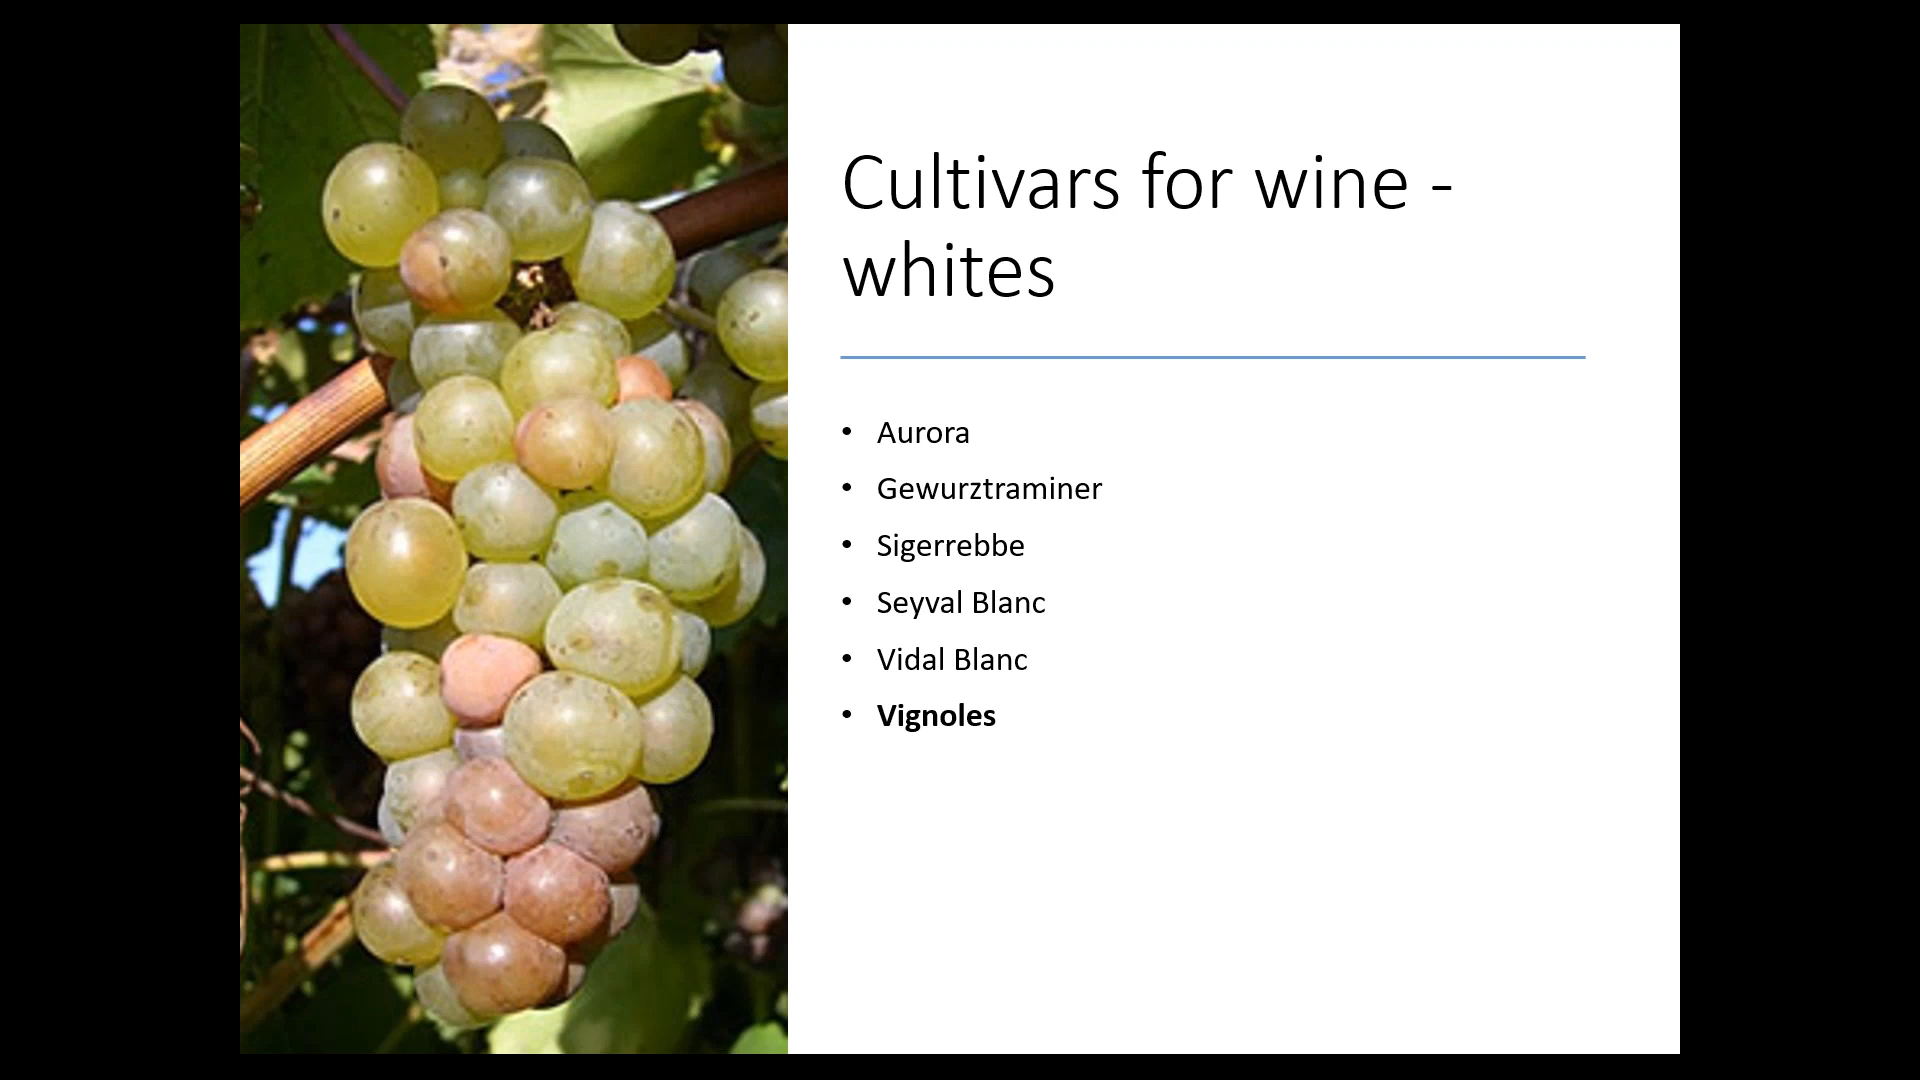 Cultivars for wine -
whites
• Aurora
• Gewurztraminer
• Sigerrebbe
• Seyval Blanc
• Vidal Blanc
• Vignoles